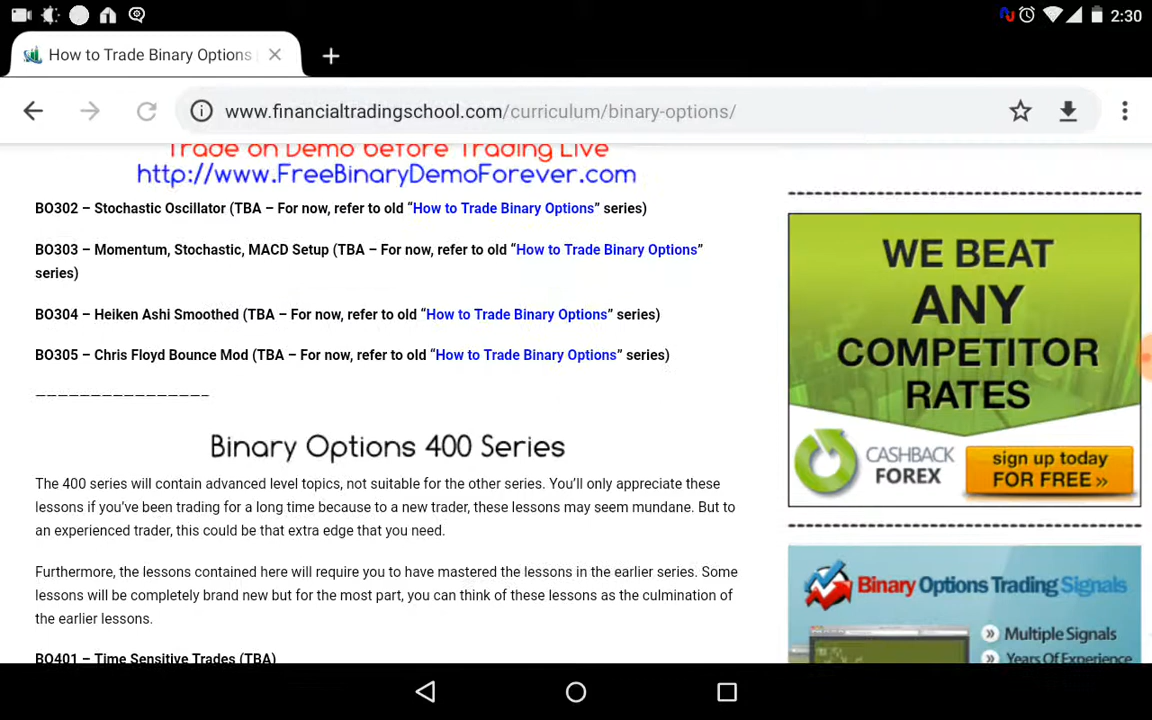 2:30
How to Trade Binary Options
www.financialtradingschool.com/curriculum/binary-options/
Trade on Demo before Trading Live
http://www.FreeBinaryDemoForever.com
BO302 – Stochastic Oscillator (TBA – For now, refer to old “How to Trade Binary Options” series)
BO303 – Momentum, Stochastic, MACD Setup (TBA – For now, refer to old “How to Trade Binary Options”
series)
BO304 – Heiken Ashi Smoothed (TBA – For now, refer to old “How to Trade Binary Options” series)
BO305 – Chris Floyd Bounce Mod (TBA – For now, refer to old “How to Trade Binary Options” series)
————————————————
Binary Options 400 Series
The 400 series will contain advanced level topics, not suitable for the other series. You’ll only appreciate these
lessons if you’ve been trading for a long time because to a new trader, these lessons may seem mundane. But to
an experienced trader, this could be that extra edge that you need.
Furthermore, the lessons contained here will require you to have mastered the lessons in the earlier series. Some
lessons will be completely brand new but for the most part, you can think of these lessons as the culmination of
the earlier lessons.
BO401 – Time Sensitive Trades (TBA)
WE BEAT
ANY
COMPETITOR
RATES
CASHBACK
FOREX
sign up today
FOR FREE »
Binary Options Trading Signals
Multiple Signals
Years Of Experience